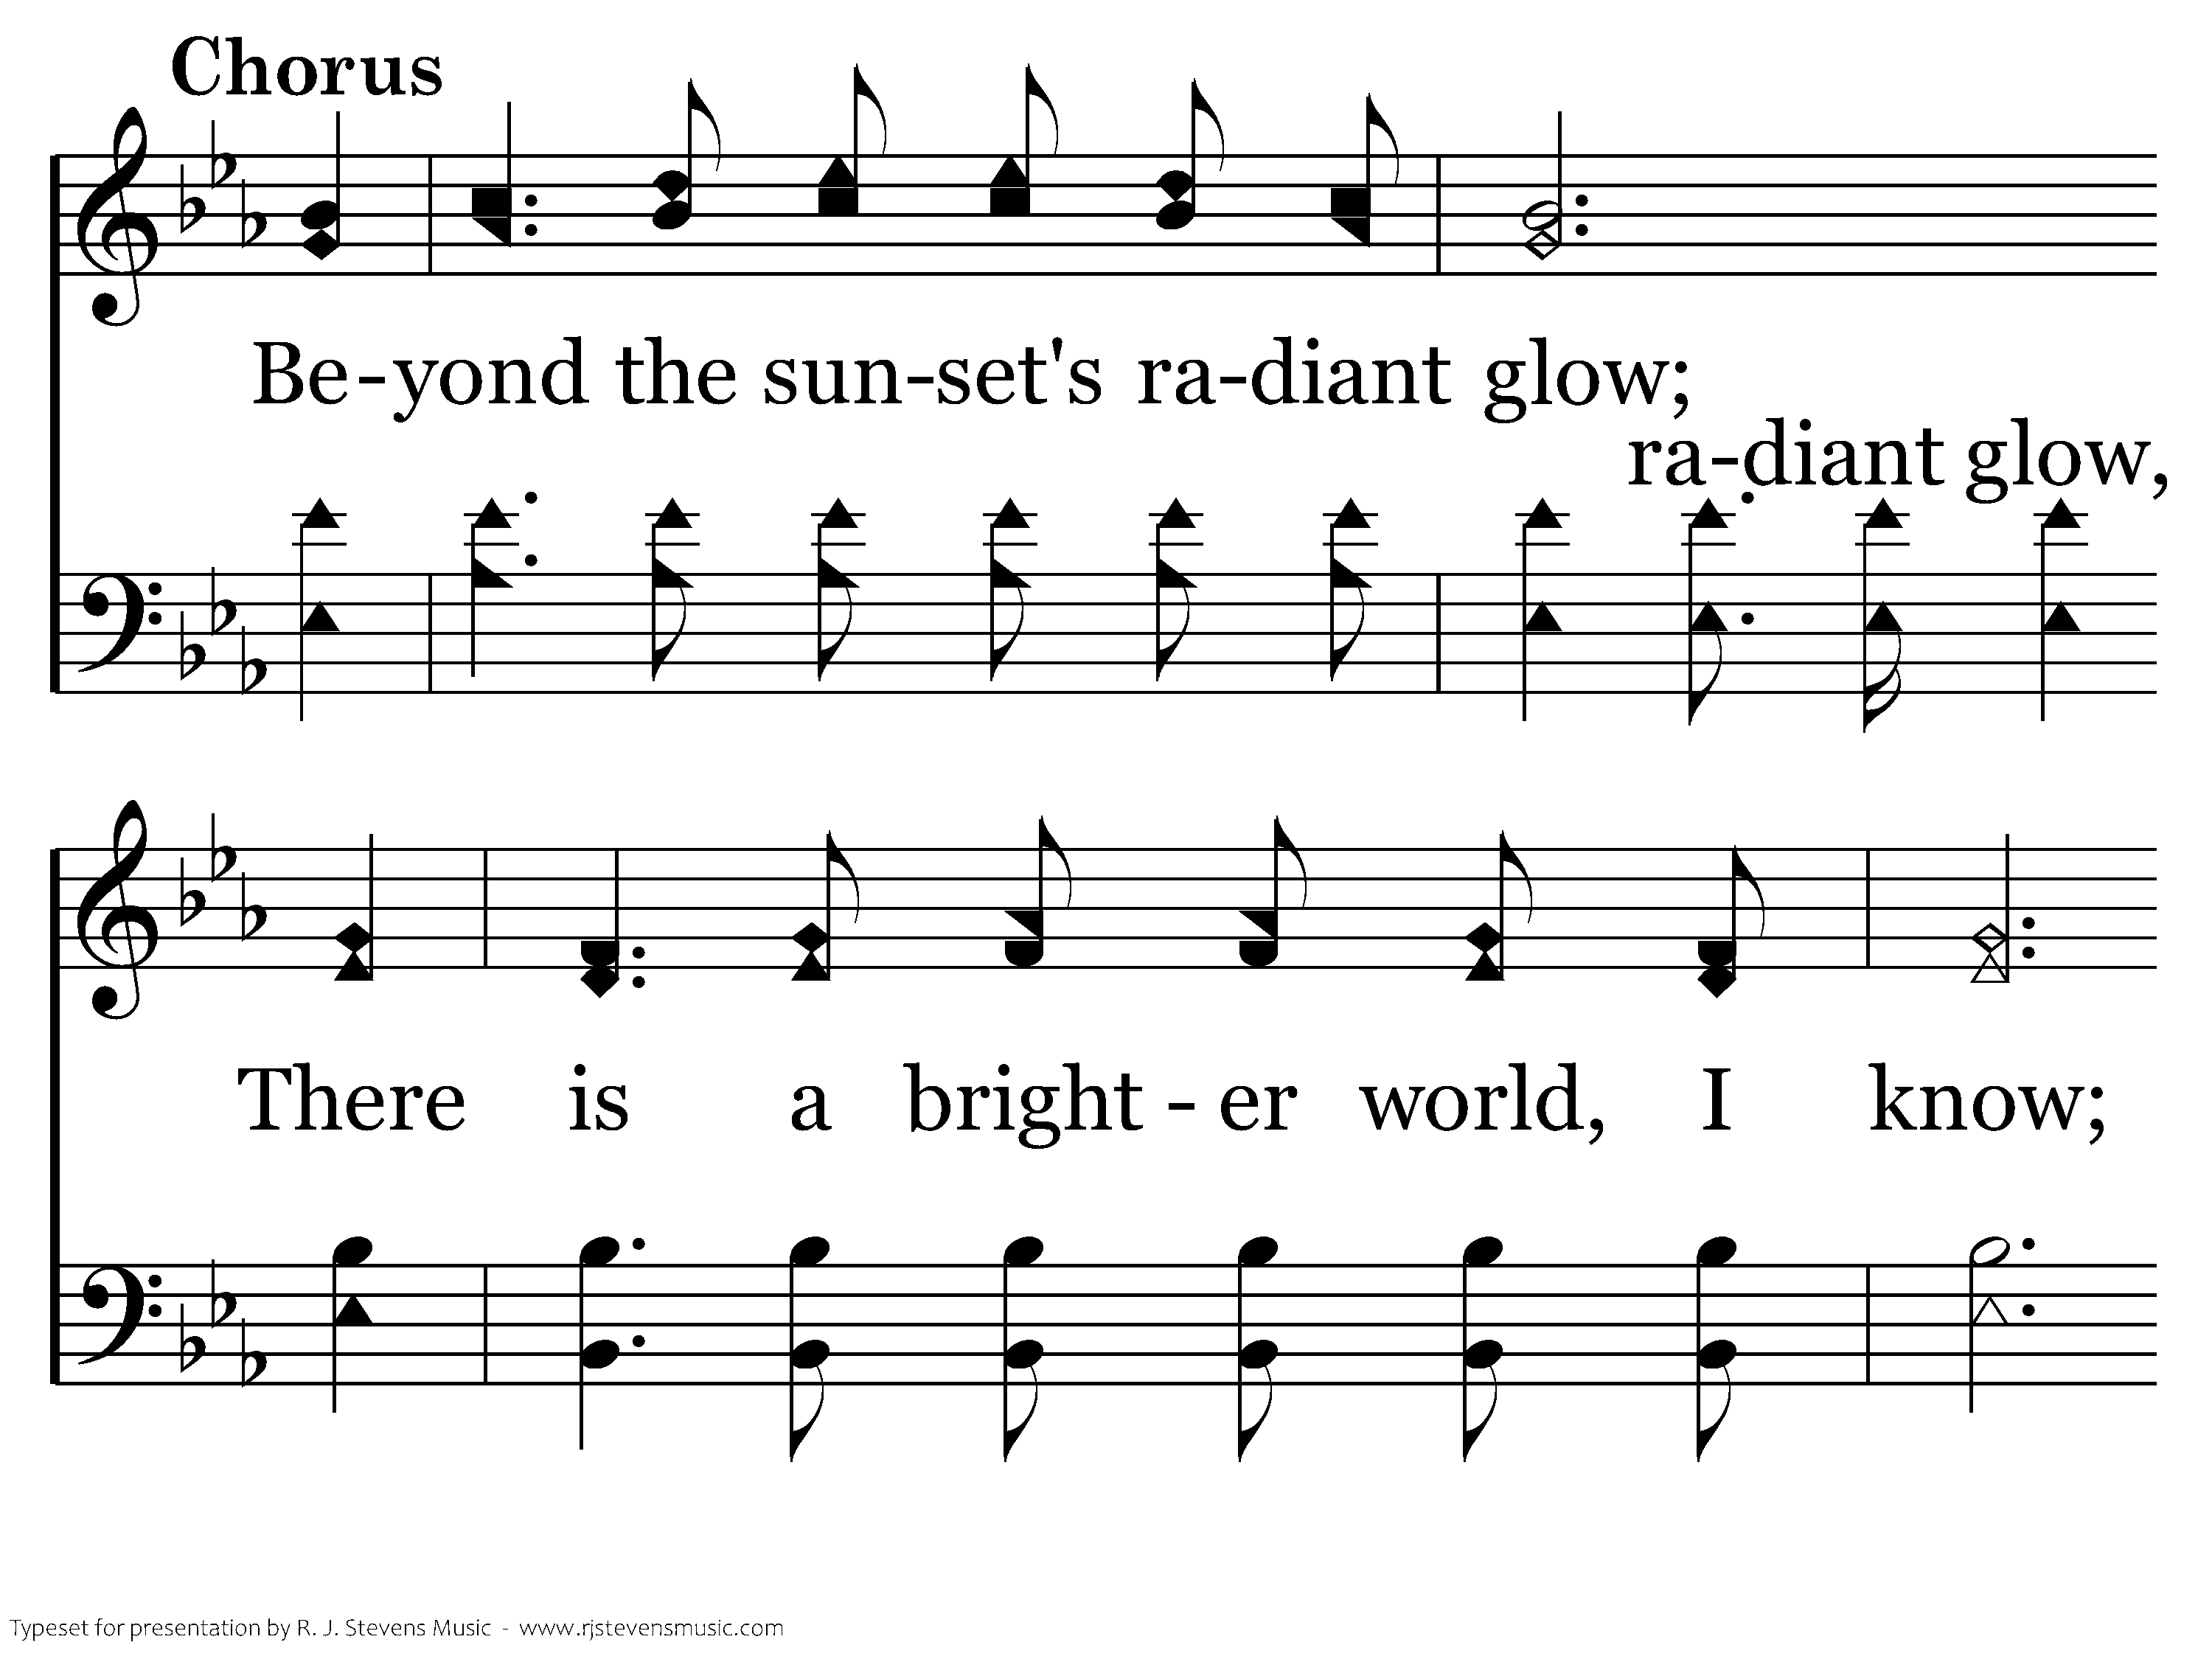 Chorus
Be-yond the sun-set's ra-diant glow;
ra-diant glow,
There is a bright - er world, I know;
Typeset for presentation by R. J. Stevens Music - www.rjstevensmusic.com